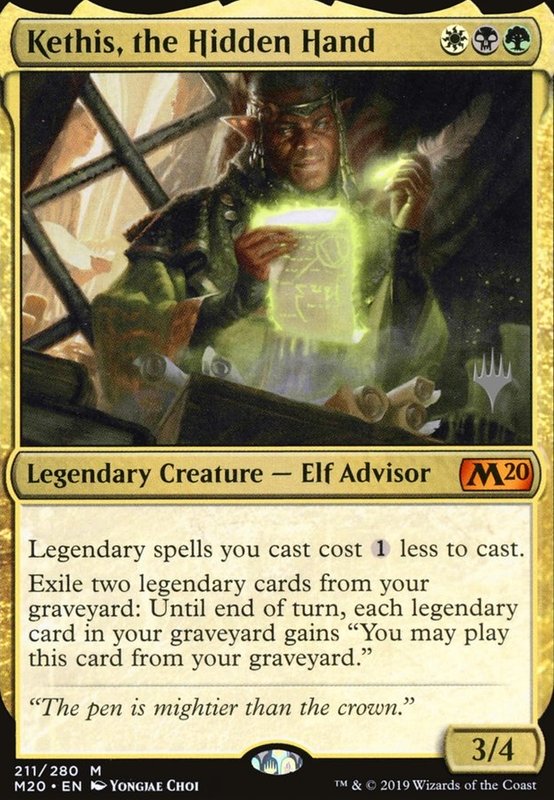 Kethis, the Hidden Hand
Legendary Creature — Elf Advisor
M20
Legendary spells you cast cost 1 less to cast.
Exile two legendary cards from your
graveyard: Until end of turn, each legendary
card in your graveyard gains “You may play
this card from your graveyard.”
“The pen is mightier than the crown.”
3/4
211/280 M
M20 • EN Yongjae Choi
™ & © 2019 Wizards of the Coast